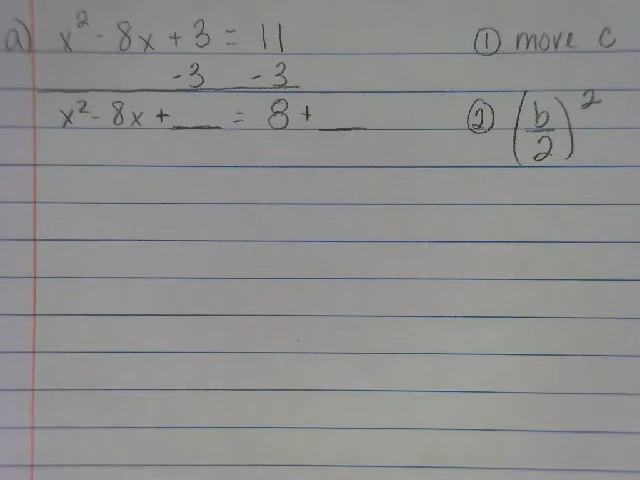 a) x² - 8x + 3 = 11 ① move c
-3 -3
x² - 8x + ___ = 8 + ___ ② (b/2)²